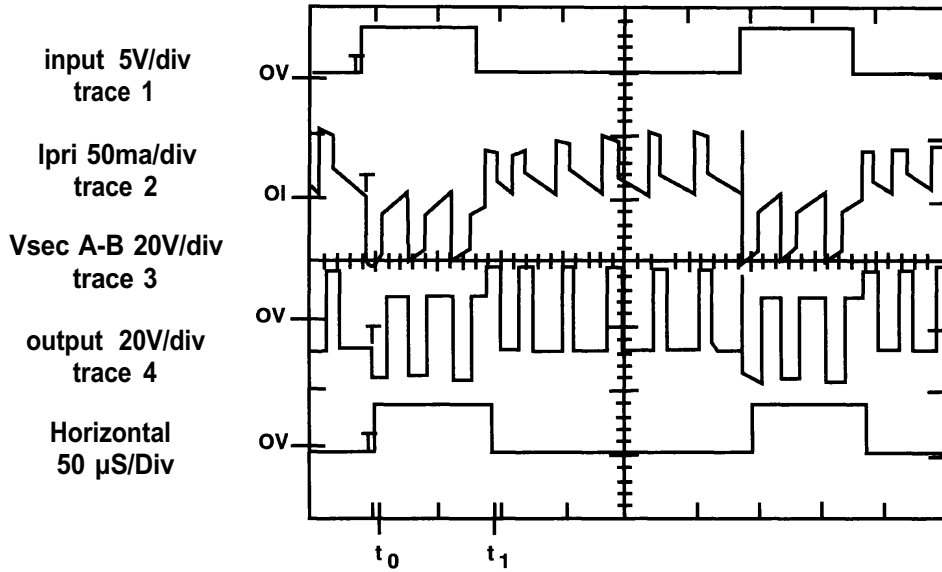 input 5V/div
trace 1
OV
Ipri 50ma/div
trace 2
OI
Vsec A-B 20V/div
trace 3
OV
output 20V/div
trace 4
Horizontal
50 µS/Div
OV
T
T
T
T
t0
t1